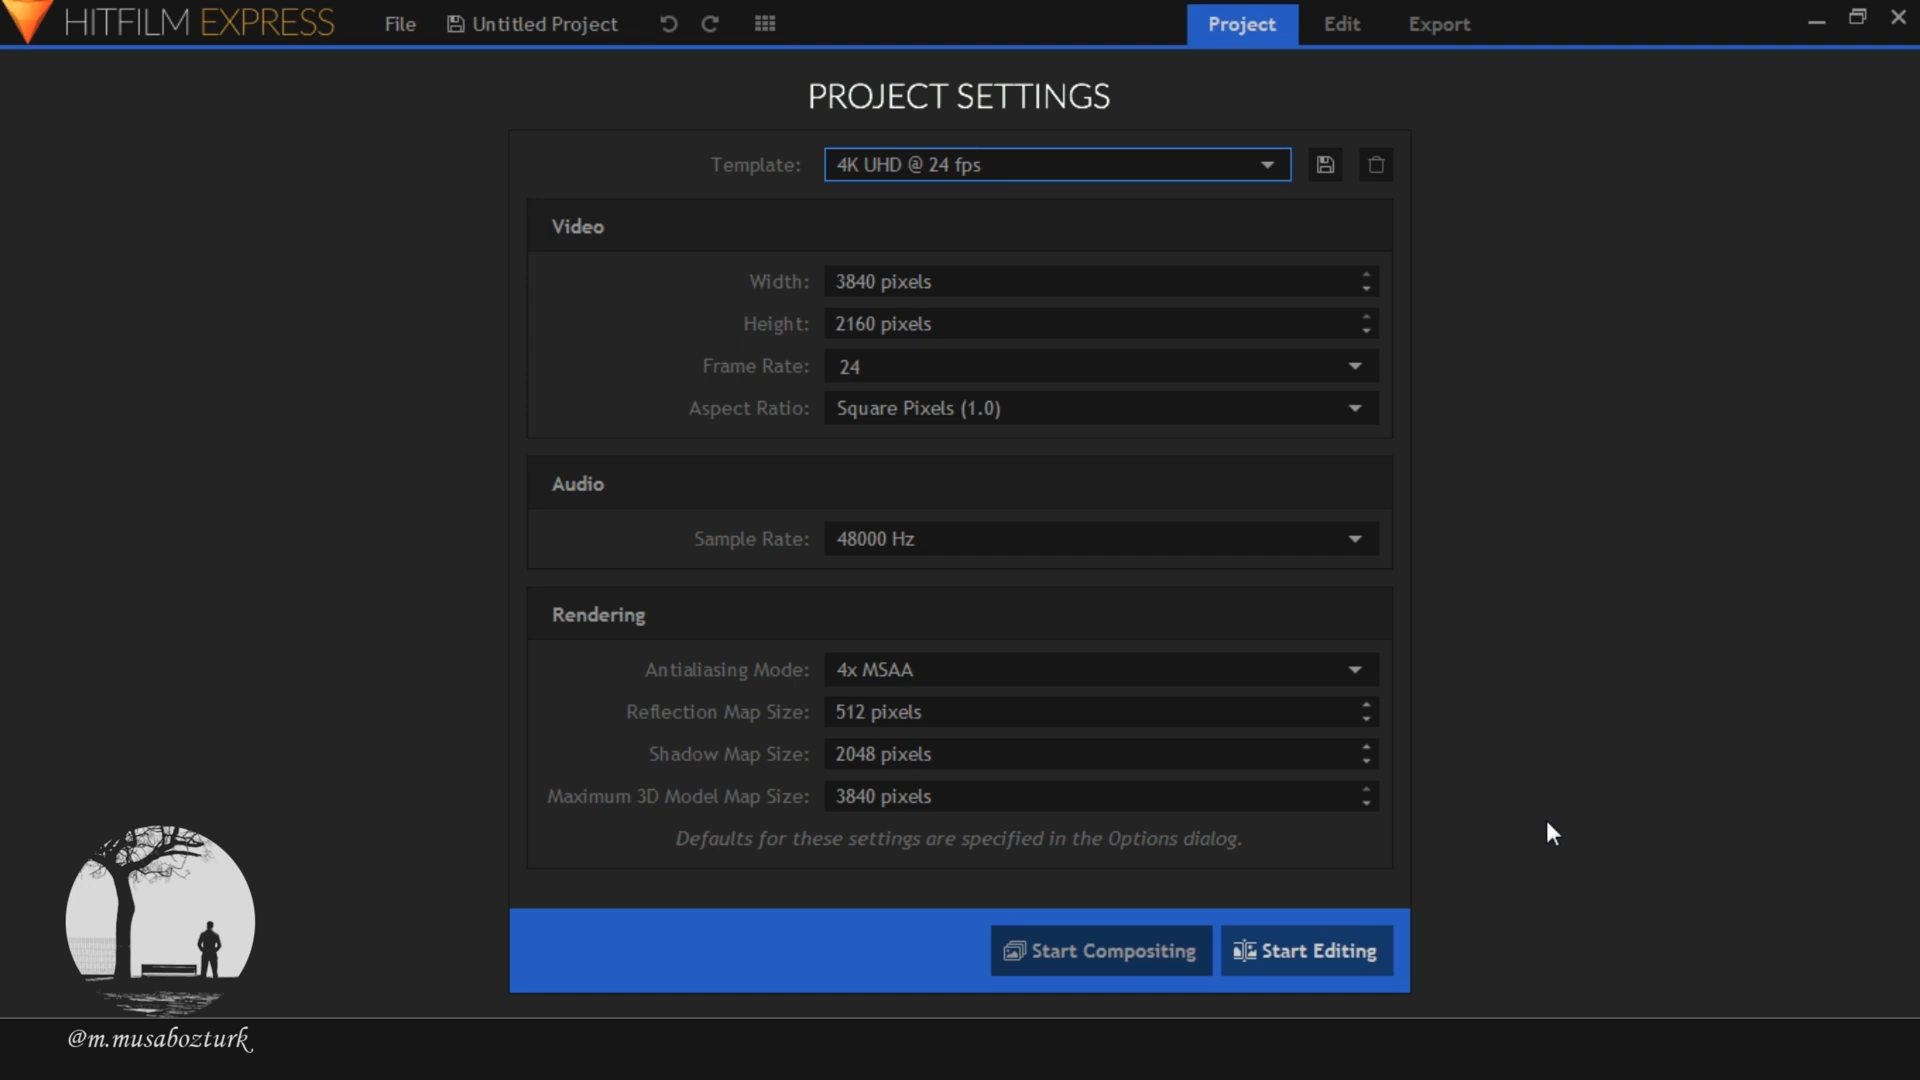 HITFILM EXPRESS File Untitled Project Project Edit Export
PROJECT SETTINGS
Template: 4K UHD @ 24 fps
Video
Width: 3840 pixels
Height: 2160 pixels
Frame Rate: 24
Aspect Ratio: Square Pixels (1.0)
Audio
Sample Rate: 48000 Hz
Rendering
Antialiasing Mode: 4x MSAA
Reflection Map Size: 512 pixels
Shadow Map Size: 2048 pixels
Maximum 3D Model Map Size: 3840 pixels
Defaults for these settings are specified in the Options dialog.
Start Compositing Start Editing
@m.musabozturk